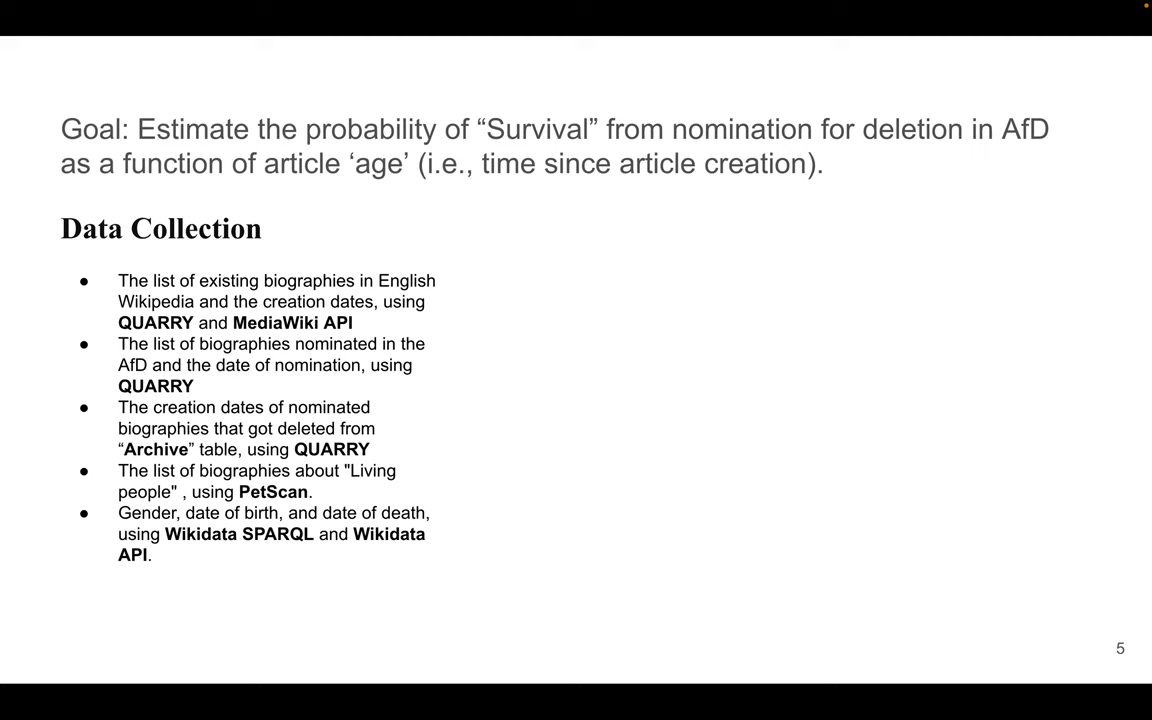 Goal: Estimate the probability of “Survival” from nomination for deletion in AfD
as a function of article ‘age’ (i.e., time since article creation).
Data Collection
● The list of existing biographies in English
Wikipedia and the creation dates, using
QUARRY and MediaWiki API
● The list of biographies nominated in the
AfD and the date of nomination, using
QUARRY
● The creation dates of nominated
biographies that got deleted from
“Archive” table, using QUARRY
● The list of biographies about "Living
people" , using PetScan.
● Gender, date of birth, and date of death,
using Wikidata SPARQL and Wikidata
API.
5